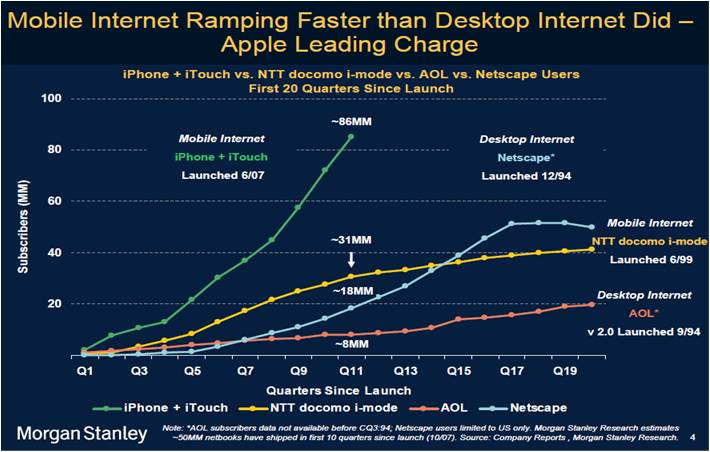 Mobile Internet Ramping Faster than Desktop Internet Did –
Apple Leading Charge
iPhone + iTouch vs. NTT docomo i-mode vs. AOL vs. Netscape Users
First 20 Quarters Since Launch
Subscribers (MM)
100
80
60
40
20
Mobile Internet
iPhone + iTouch
Launched 6/07
~86MM
Desktop Internet
Netscape*
Launched 12/94
~31MM
~18MM
~8MM
Mobile Internet
NTT docomo i-mode
Launched 6/99
Desktop Internet
AOL*
v 2.0 Launched 9/94
Q1 Q3 Q5 Q7 Q9 Q11 Q13 Q15 Q17 Q19
Quarters Since Launch
iPhone + iTouch NTT docomo i-mode AOL Netscape
Morgan Stanley
Note: *AOL subscribers data not available before CQ3:94; Netscape users limited to US only. Morgan Stanley Research estimates
~50MM netbooks have shipped in first 10 quarters since launch (10/07). Source: Company Reports , Morgan Stanley Research.
4